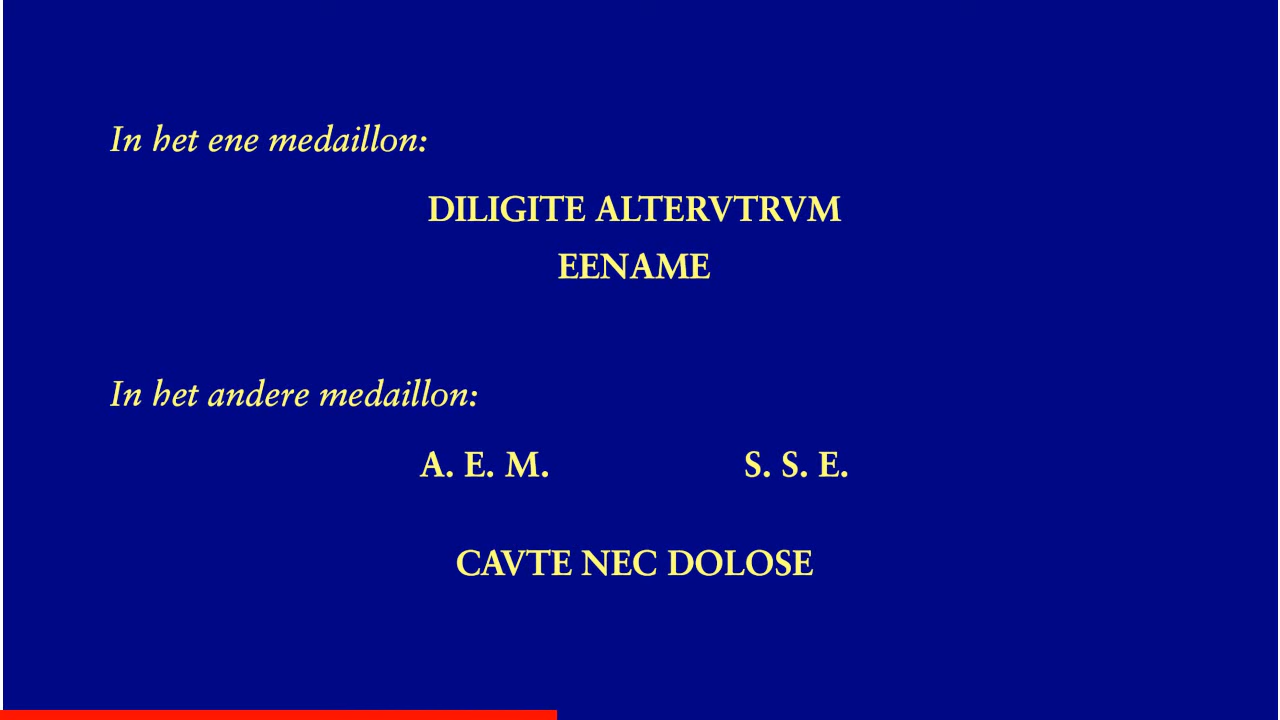 In het ene medaillon:
DILIGITE ALTERVTRVM
EENAME
In het andere medaillon:
A. E. M. S. S. E.
CAVTE NEC DOLOSE